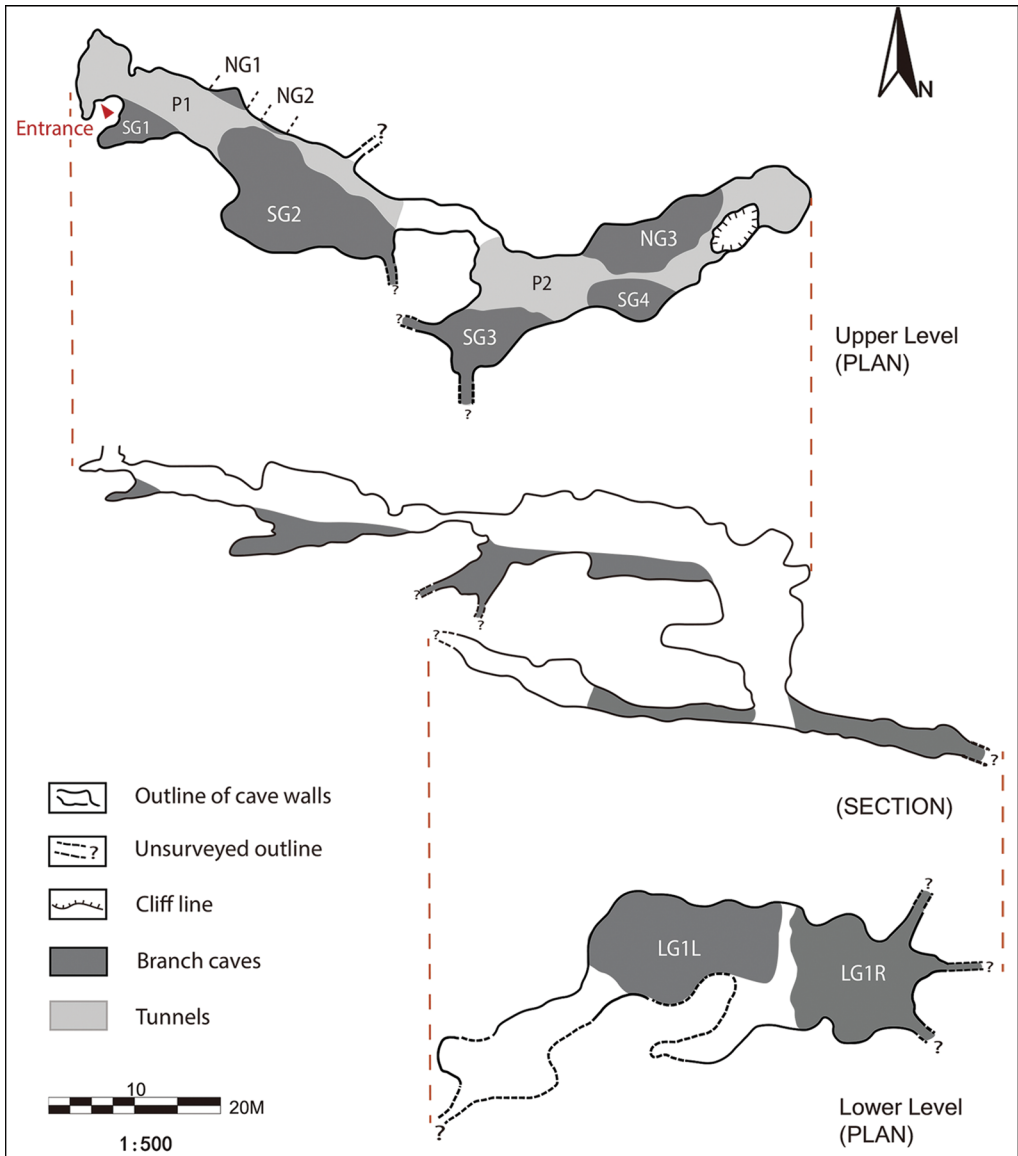 N
NG1
NG2
P1
SG1
Entrance
?
SG2
NG3
P2
SG4
?
?
SG3
?
Upper Level
(PLAN)
?
?
?
?
Outline of cave walls
(SECTION)
Unsurveyed outline
?
Cliff line
Branch caves
Tunnels
?
LG1L
LG1R
?
?
?
10
20M
1:500
Lower Level
(PLAN)